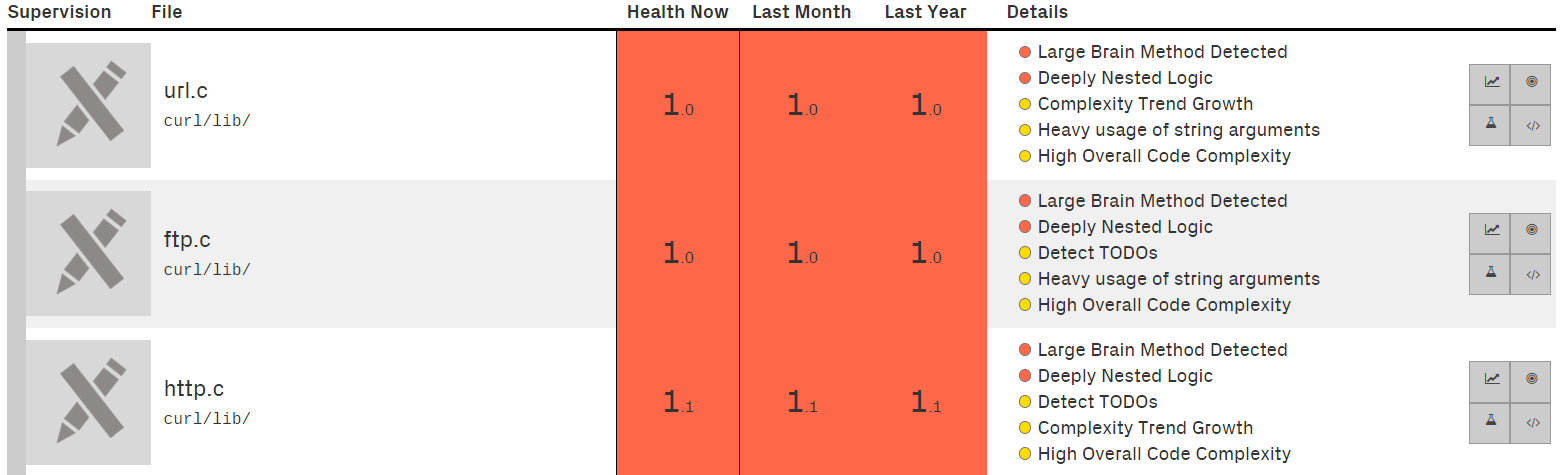 Supervision File Health Now Last Month Last Year Details
url.c
curl/lib/
1.0 1.0 1.0
Large Brain Method Detected
Deeply Nested Logic
Complexity Trend Growth
Heavy usage of string arguments
High Overall Code Complexity
</>
ftp.c
curl/lib/
1.0 1.0 1.0
Large Brain Method Detected
Deeply Nested Logic
Detect TODOs
Heavy usage of string arguments
High Overall Code Complexity
</>
http.c
curl/lib/
1.1 1.1 1.1
Large Brain Method Detected
Deeply Nested Logic
Detect TODOs
Complexity Trend Growth
High Overall Code Complexity
</>